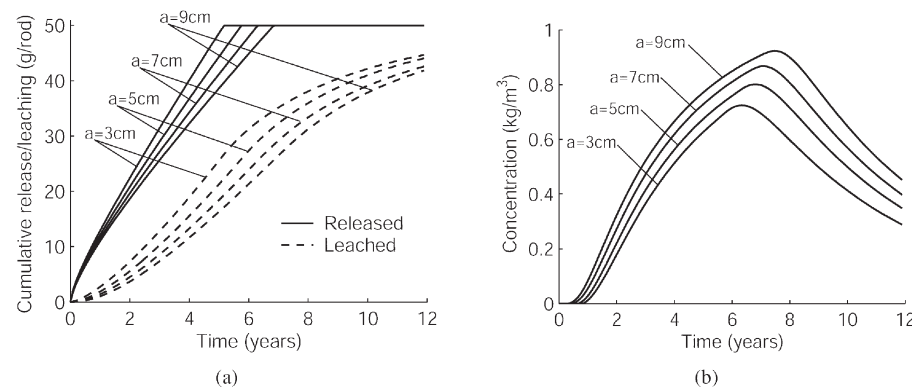 50
40
30
20
10
0
Cumulative release/leaching (g/rod)
a=9cm
a=7cm
a=5cm
a=3cm
Released
Leached
0 2 4 6 8 10 12
Time (years)
(a)
1
0.8
0.6
0.4
0.2
0
Concentration (kg/m³)
a=9cm
a=7cm
a=5cm
a=3cm
0 2 4 6 8 10 12
Time (years)
(b)